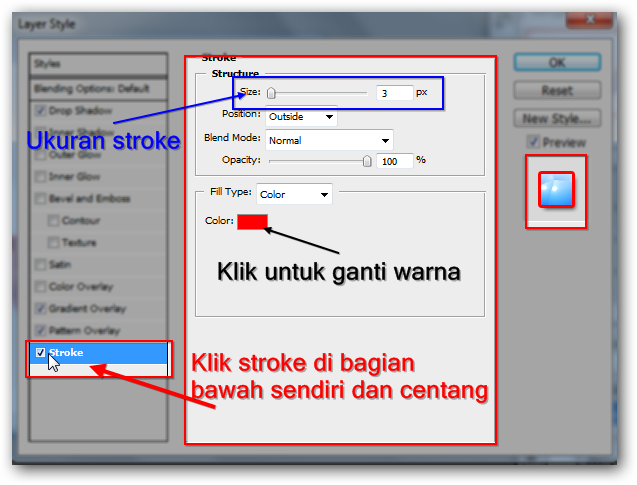 Layer Style
Styles
Blending Options: Default
Drop Shadow
Inner Shadow
Outer Glow
Inner Glow
Bevel and Emboss
Contour
Texture
Satin
Color Overlay
Gradient Overlay
Pattern Overlay
Stroke
Stroke
Structure
Size: 3 px
Position: Outside
Blend Mode: Normal
Opacity: 100 %
Fill Type: Color
Color:
OK
Reset
New Style...
Preview
Ukuran stroke
Klik untuk ganti warna
Klik stroke di bagian
bawah sendiri dan centang